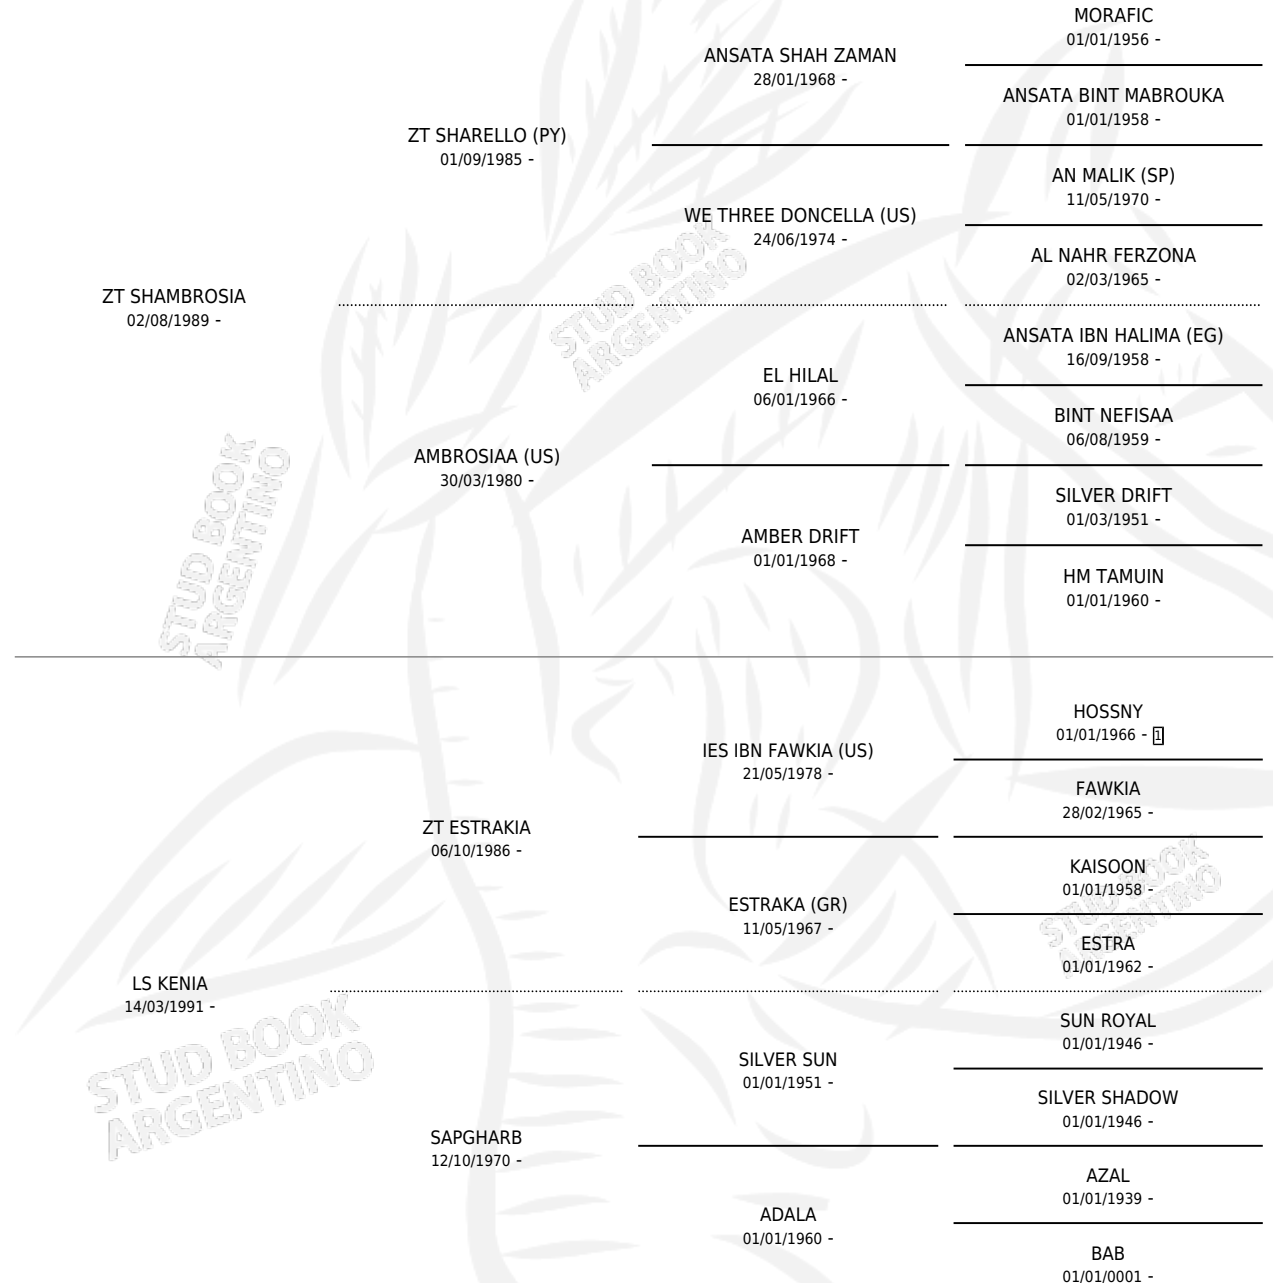 MORAFIC
01/01/1956 -
ANSATA SHAH ZAMAN
28/01/1968 -
ANSATA BINT MABROUKA
01/01/1958 -
ZT SHARELLO (PY)
01/09/1985 -
AN MALIK (SP)
11/05/1970 -
WE THREE DONCELLA (US)
24/06/1974 -
AL NAHR FERZONA
02/03/1965 -
ZT SHAMBROSIA
02/08/1989 -
STUD BOOK
ARGENTINO
ANSATA IBN HALIMA (EG)
16/09/1958 -
EL HILAL
06/01/1966 -
BINT NEFISAA
06/08/1959 -
AMBROSIAA (US)
30/03/1980 -
SILVER DRIFT
01/03/1951 -
AMBER DRIFT
01/01/1968 -
HM TAMUIN
01/01/1960 -
STUD BOOK
ARGENTINO
HOSSNY
01/01/1966 - 1
IES IBN FAWKIA (US)
21/05/1978 -
FAWKIA
28/02/1965 -
ZT ESTRAKIA
06/10/1986 -
KAISOON
01/01/1958 -
ESTRAKA (GR)
11/05/1967 -
ESTRA
01/01/1962 -
STUD BOOK
ARGENTINO
LS KENIA
14/03/1991 -
SUN ROYAL
01/01/1946 -
SILVER SUN
01/01/1951 -
SILVER SHADOW
01/01/1946 -
STUD BOOK
ARGENTINO
SAPGHARB
12/10/1970 -
AZAL
01/01/1939 -
ADALA
01/01/1960 -
BAB
01/01/0001 -